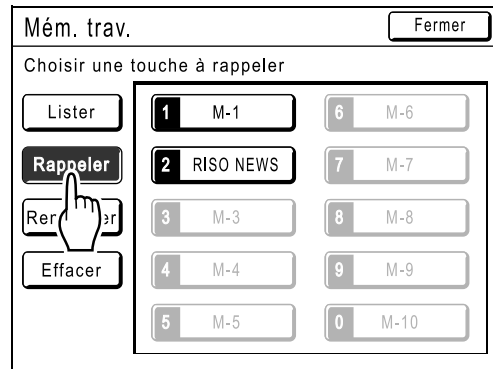 Mém. trav.
Fermer
Choisir une touche à rappeler
Lister
Rappeler
Effacer
1 M-1
2 RISO NEWS
3 M-3
4 M-4
5 M-5
6 M-6
7 M-7
8 M-8
9 M-9
0 M-10